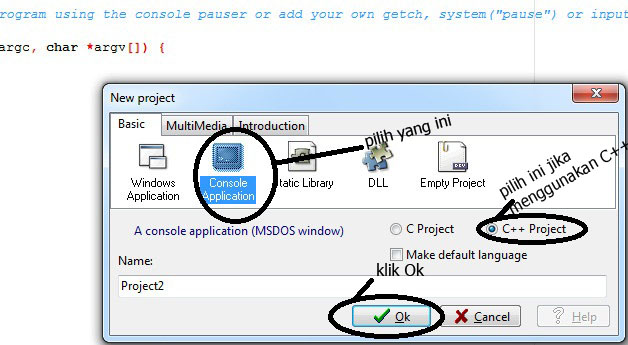 rogram using the console pauser or add your own getch, system("pause") or input
argc, char *argv[]) {
New project
Basic MultiMedia Introduction
pilih yang ini
Windows Application
Console Application
tatic Library
DLL
Empty Project
pilih ini jika
menggunakan C++
A console application (MSDOS window)
C Project
C++ Project
Make default language
Name:
klik Ok
Project2
Ok Cancel ? Help